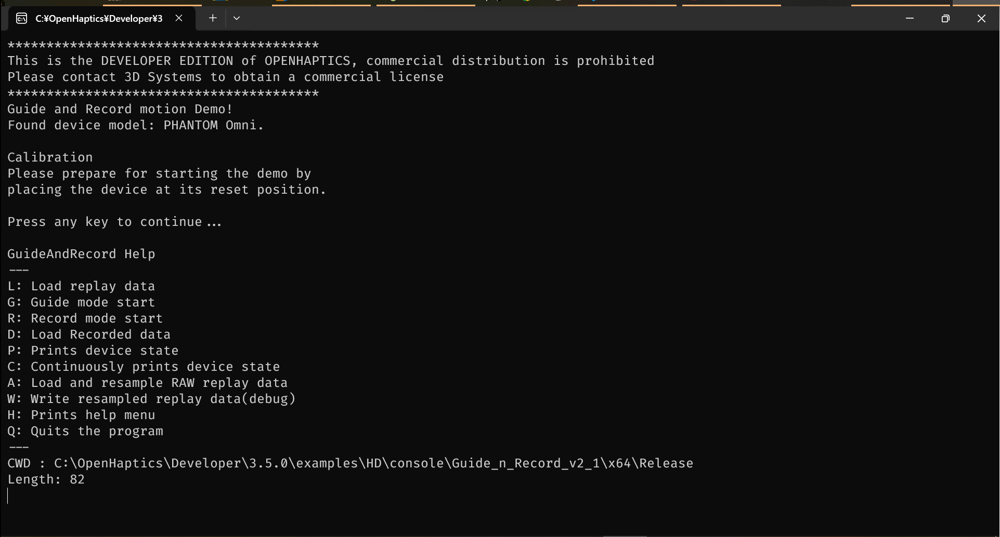 C:¥OpenHaptics¥Developer¥3
****************************************
This is the DEVELOPER EDITION of OPENHAPTICS, commercial distribution is prohibited
Please contact 3D Systems to obtain a commercial license
****************************************
Guide and Record motion Demo!
Found device model: PHANTOM Omni.
Calibration
Please prepare for starting the demo by
placing the device at its reset position.
Press any key to continue...
GuideAndRecord Help
---
L: Load replay data
G: Guide mode start
R: Record mode start
D: Load Recorded data
P: Prints device state
C: Continuously prints device state
A: Load and resample RAW replay data
W: Write resampled replay data(debug)
H: Prints help menu
Q: Quits the program
---
CWD : C:\OpenHaptics\Developer\3.5.0\examples\HD\console\Guide_n_Record_v2_1\x64\Release
Length: 82